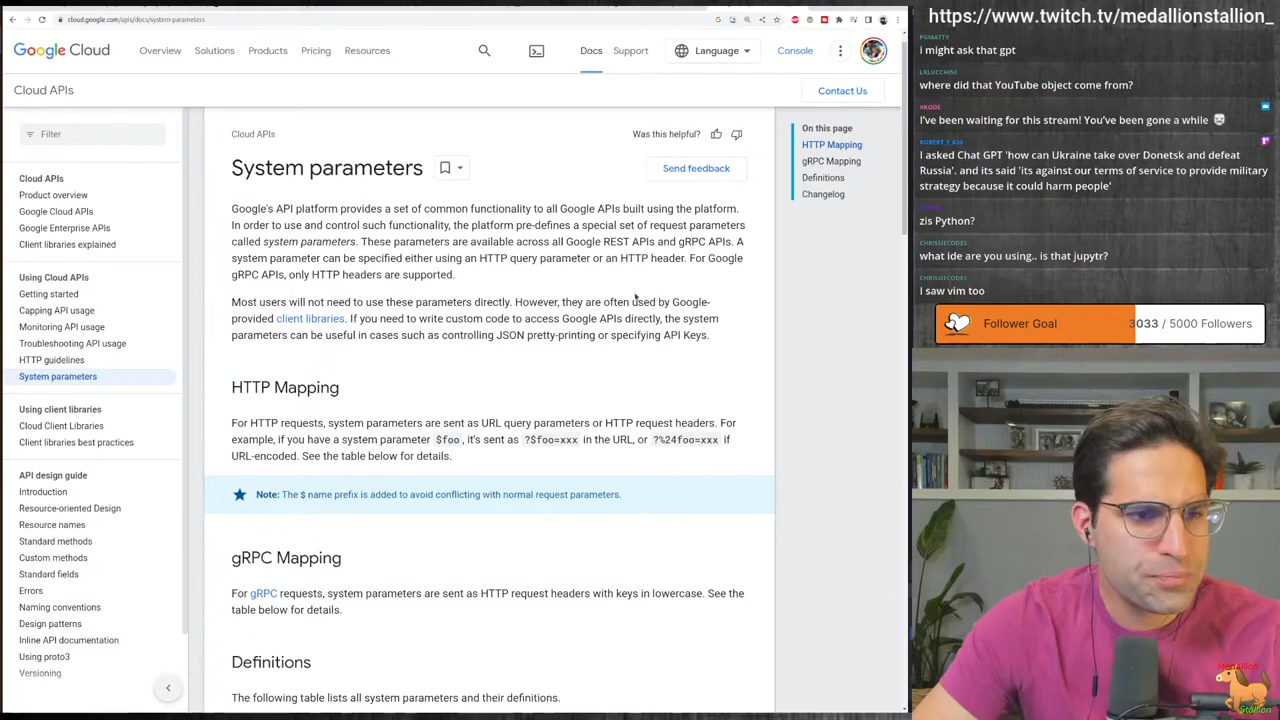 cloud.google.com/apis/docs/system-parameters
Google Cloud
Overview
Solutions
Products
Pricing
Resources
Docs
Support
Language
Console
Cloud APIs
Contact Us
Filter
Cloud APIs
Product overview
Google Cloud APIs
Google Enterprise APIs
Client libraries explained
Using Cloud APIs
Getting started
Capping API usage
Monitoring API usage
Troubleshooting API usage
HTTP guidelines
System parameters
Using client libraries
Cloud Client Libraries
Client libraries best practices
API design guide
Introduction
Resource-oriented Design
Resource names
Standard methods
Custom methods
Standard fields
Errors
Naming conventions
Design patterns
Inline API documentation
Using proto3
Versioning
Cloud APIs
Was this helpful?
System parameters
Send feedback
Google's API platform provides a set of common functionality to all Google APIs built using the platform.
In order to use and control such functionality, the platform pre-defines a special set of request parameters
called system parameters. These parameters are available across all Google REST APIs and gRPC APIs. A
system parameter can be specified either using an HTTP query parameter or an HTTP header. For Google
gRPC APIs, only HTTP headers are supported.
Most users will not need to use these parameters directly. However, they are often used by Google-
provided client libraries. If you need to write custom code to access Google APIs directly, the system
parameters can be useful in cases such as controlling JSON pretty-printing or specifying API Keys.
HTTP Mapping
For HTTP requests, system parameters are sent as URL query parameters or HTTP request headers. For
example, if you have a system parameter $foo, it's sent as ?$foo=xxx in the URL, or ?%24foo=xxx if
URL-encoded. See the table below for details.
Note: The $ name prefix is added to avoid conflicting with normal request parameters.
gRPC Mapping
For gRPC requests, system parameters are sent as HTTP request headers with keys in lowercase. See the
table below for details.
Definitions
The following table lists all system parameters and their definitions.
On this page
HTTP Mapping
gRPC Mapping
Definitions
Changelog
https://www.twitch.tv/medallionstallion_
PGMATTY
i might ask that gpt
LRLUCCHINI
where did that YouTube object come from?
XKODE
I've been waiting for this stream! You've been gone a while
I asked Chat GPT 'how can Ukraine take over Donetsk and defeat
Russia'. and its said 'its against our terms of service to provide military
strategy because it could harm people'
zis Python?
CHRISSIECODES
what ide are you using.. is that jupytr?
CHRISSIECODES
I saw vim too
Follower Goal
3033 / 5000 Followers
Medallion
Stallion